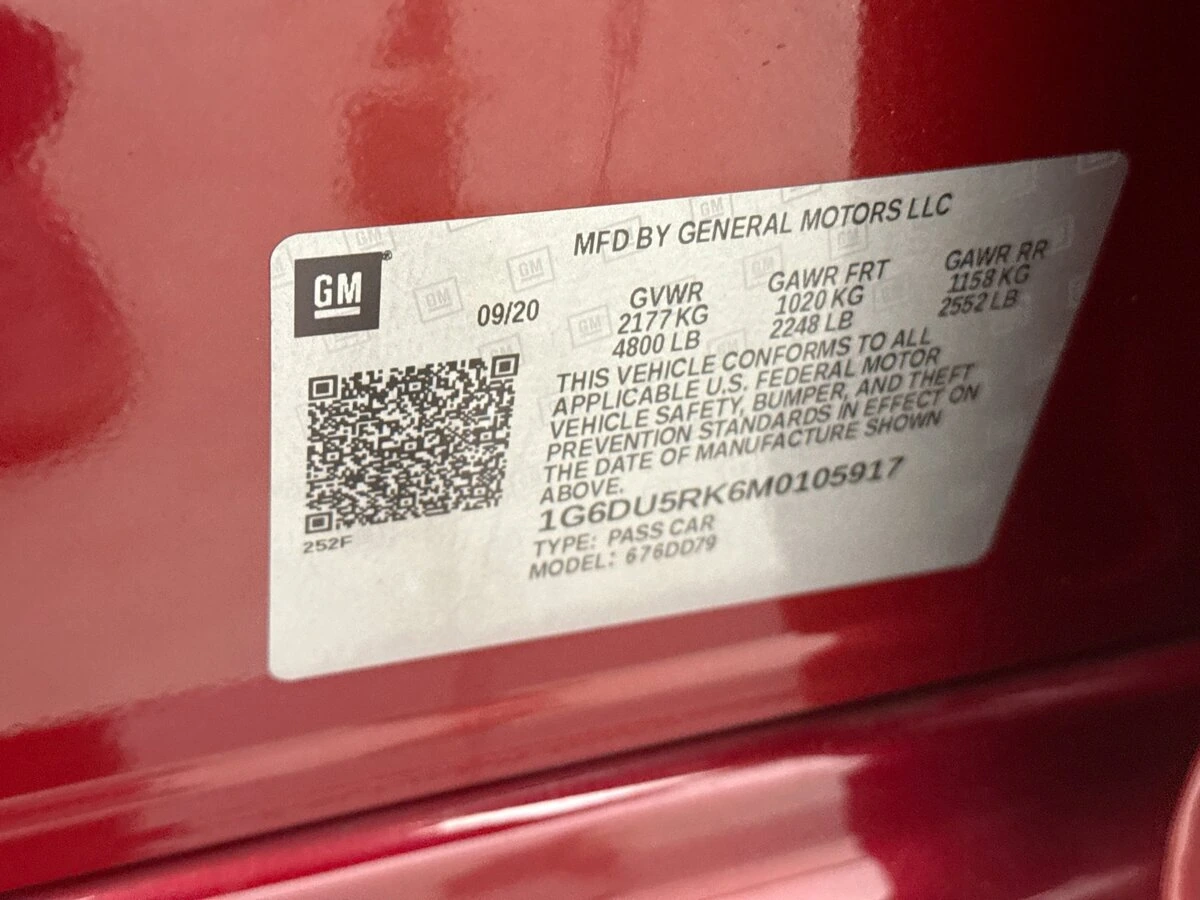 GM
MFD BY GENERAL MOTORS LLC
09/20
GVWR
2177 KG
4800 LB
GAWR FRT
1020 KG
2248 LB
GAWR RR
1158 KG
2552 LB
THIS VEHICLE CONFORMS TO ALL
APPLICABLE U.S. FEDERAL MOTOR
VEHICLE SAFETY, BUMPER, AND THEFT
PREVENTION STANDARDS IN EFFECT ON
THE DATE OF MANUFACTURE SHOWN
ABOVE.
1G6DU5RK6M0105917
TYPE: PASS CAR
MODEL: 676DD79
252F